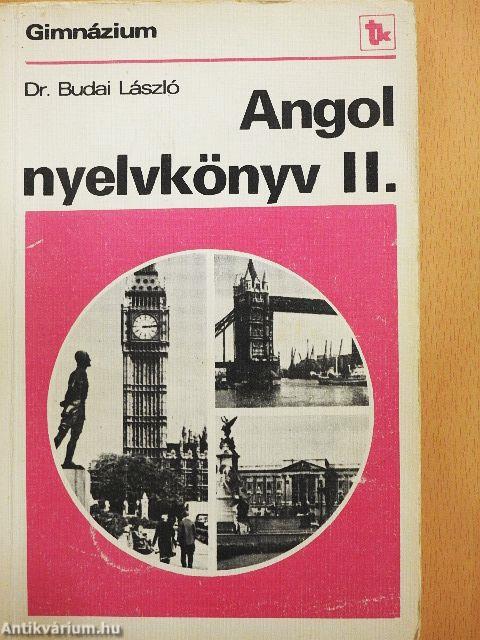 Gimnázium
tk
Dr. Budai László
Angol
nyelvkönyv II.
Antikvárium.hu